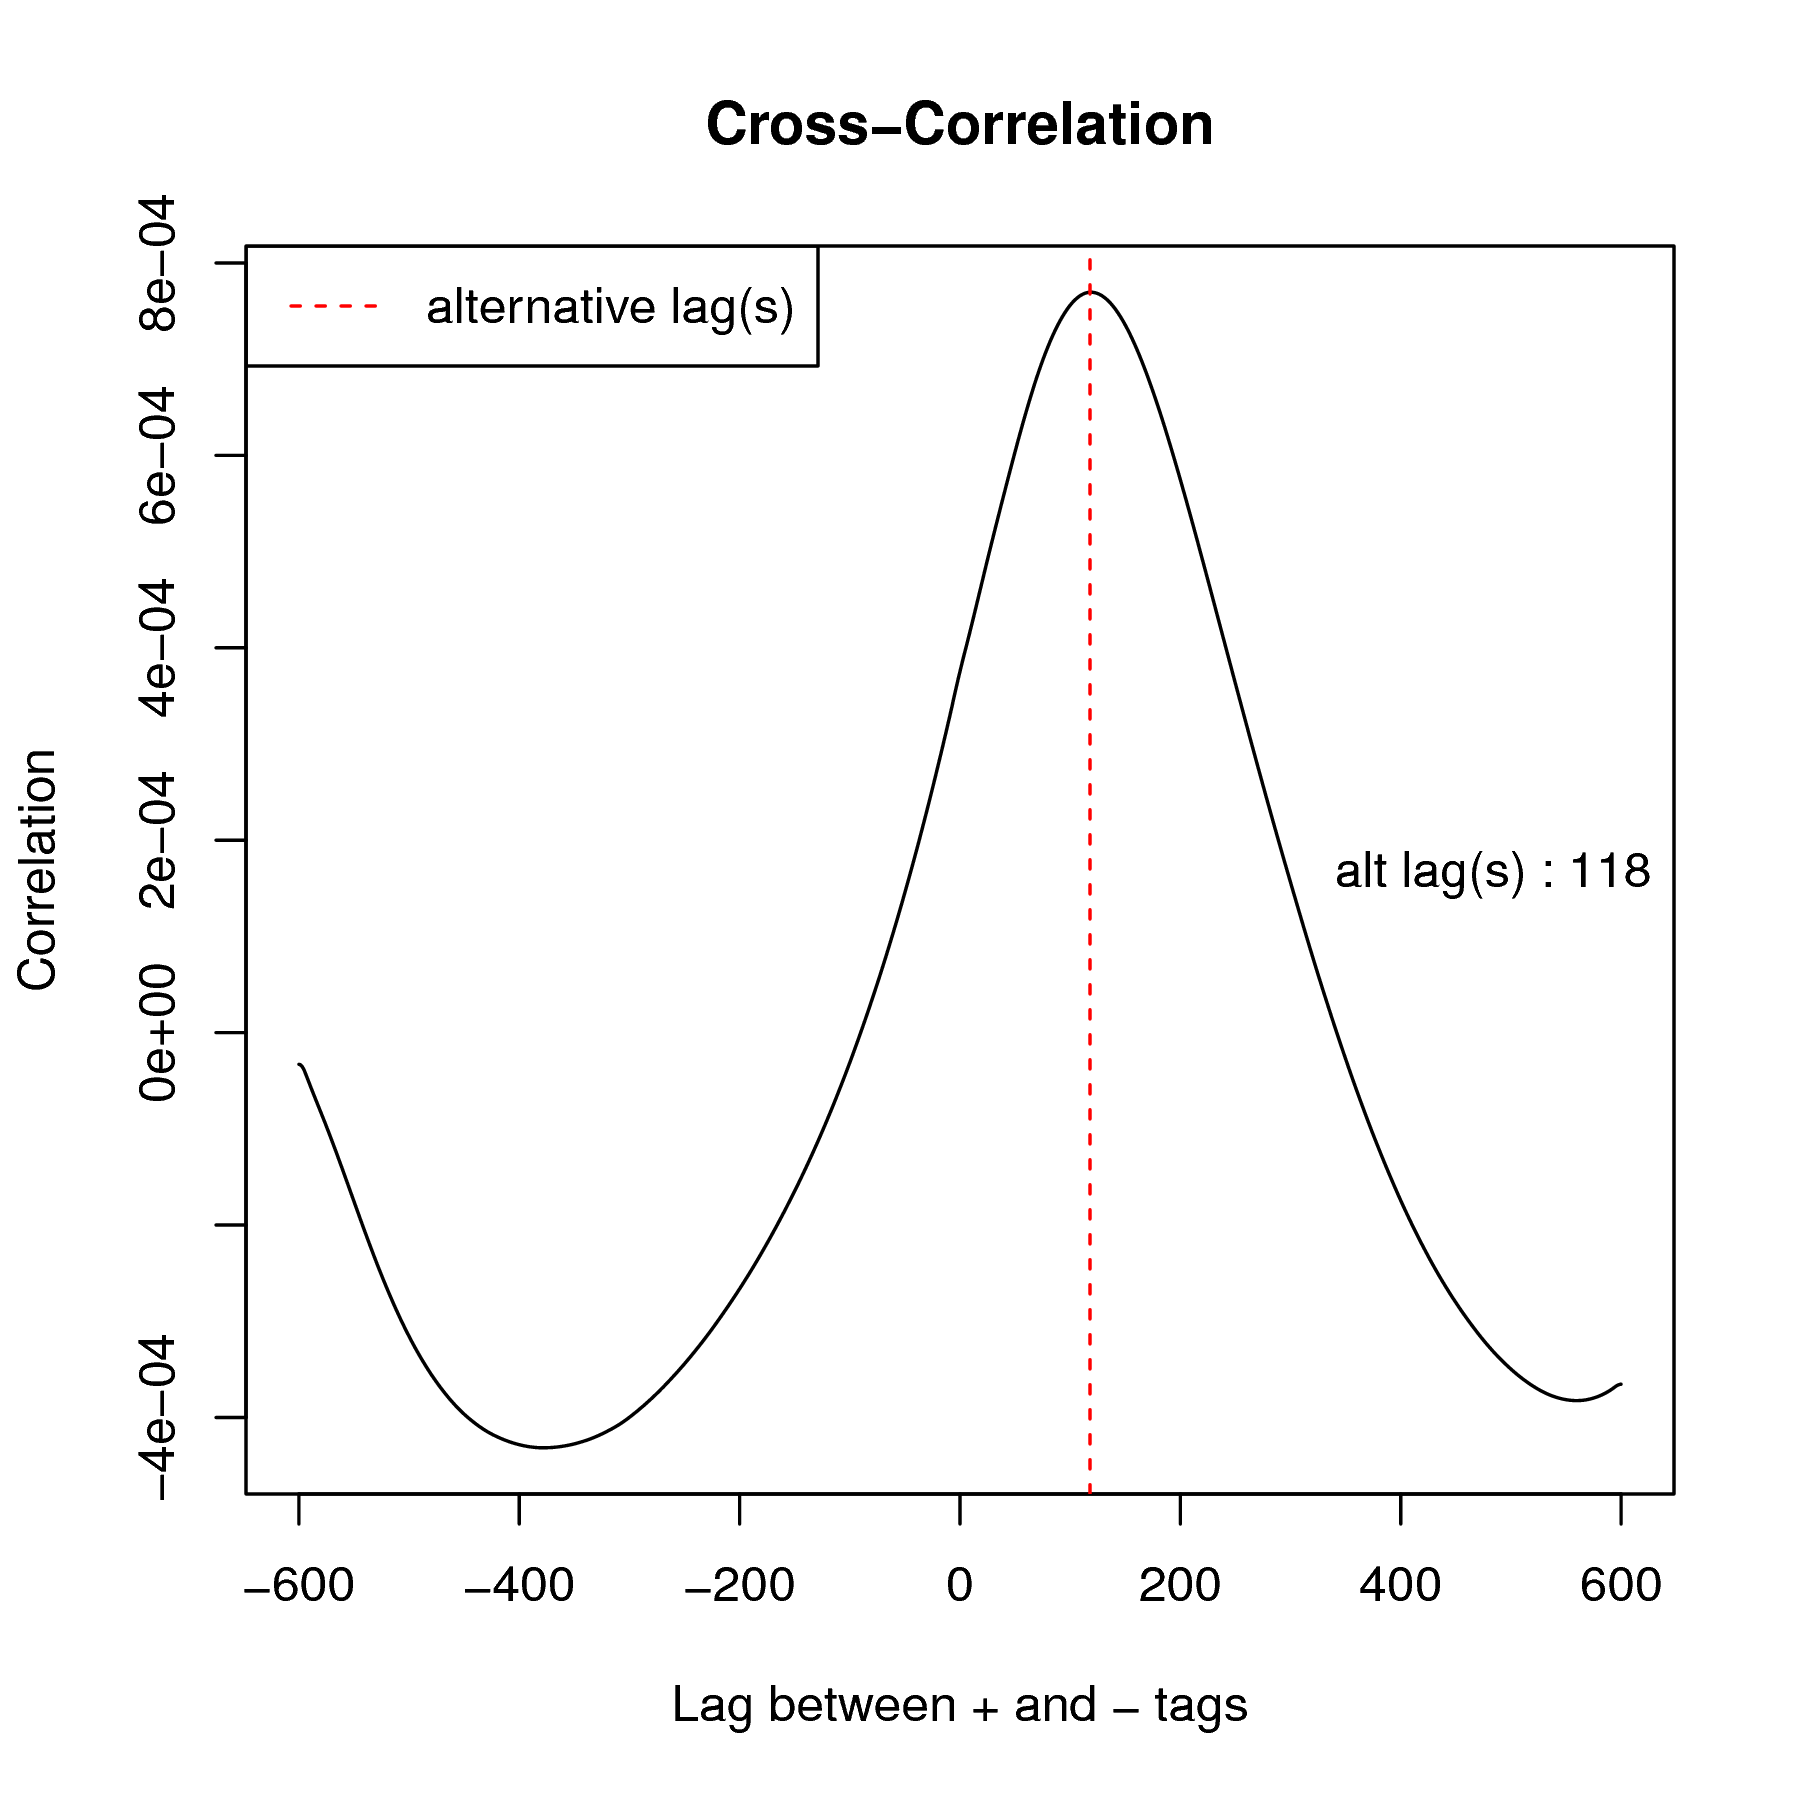 Cross−Correlation
alternative lag(s)
alt lag(s) : 118
Correlation
8e−04
6e−04
4e−04
2e−04
0e+00
−4e−04
−600 −400 −200 0 200 400 600
Lag between + and − tags